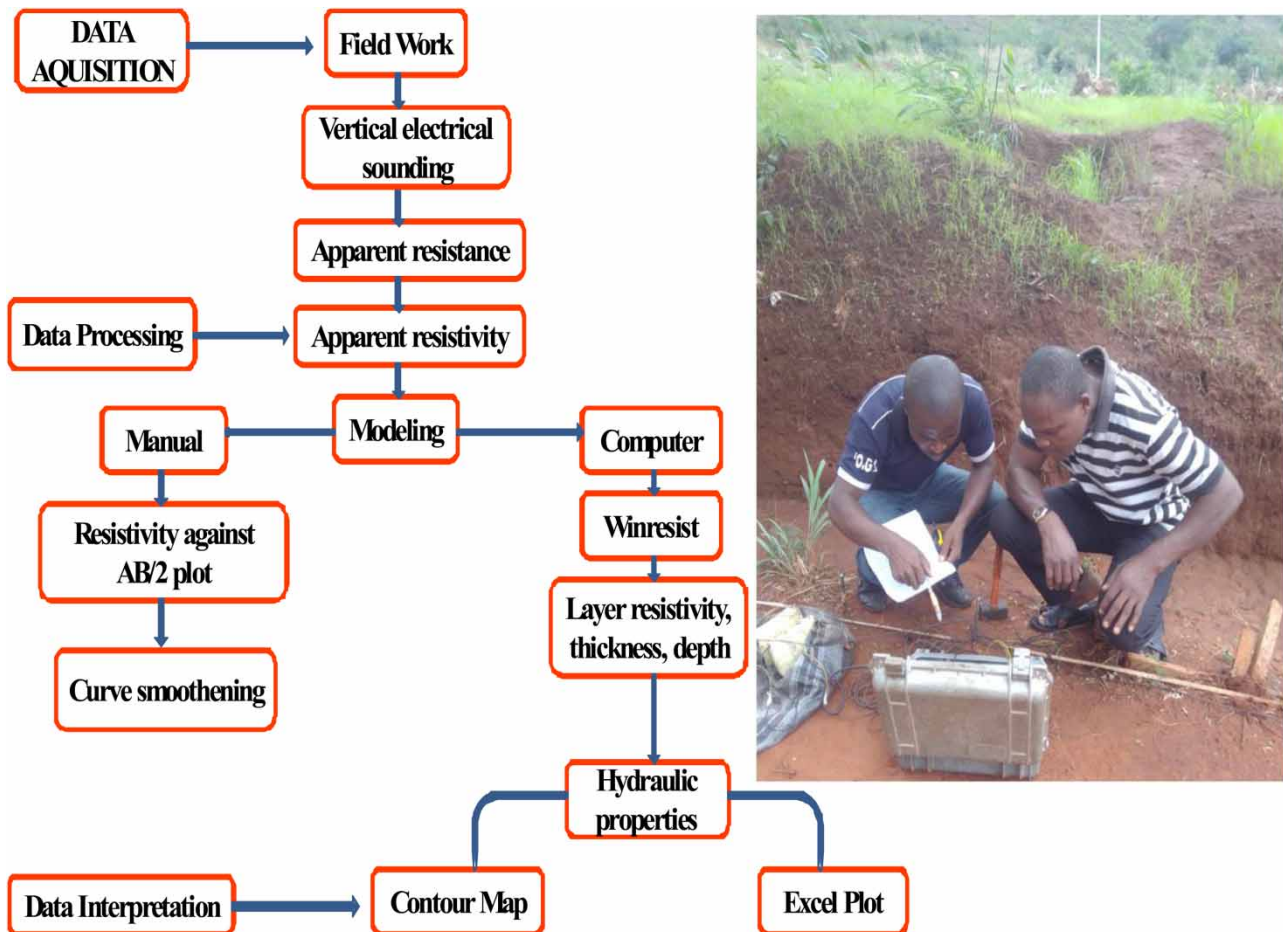 DATA
AQUISITION
Field Work
Vertical electrical
sounding
Apparent resistance
Data Processing
Apparent resistivity
Manual
Modeling
Computer
Resistivity against
AB/2 plot
Winresist
Curve smoothening
Layer resistivity,
thickness, depth
Hydraulic
properties
Data Interpretation
Contour Map
Excel Plot